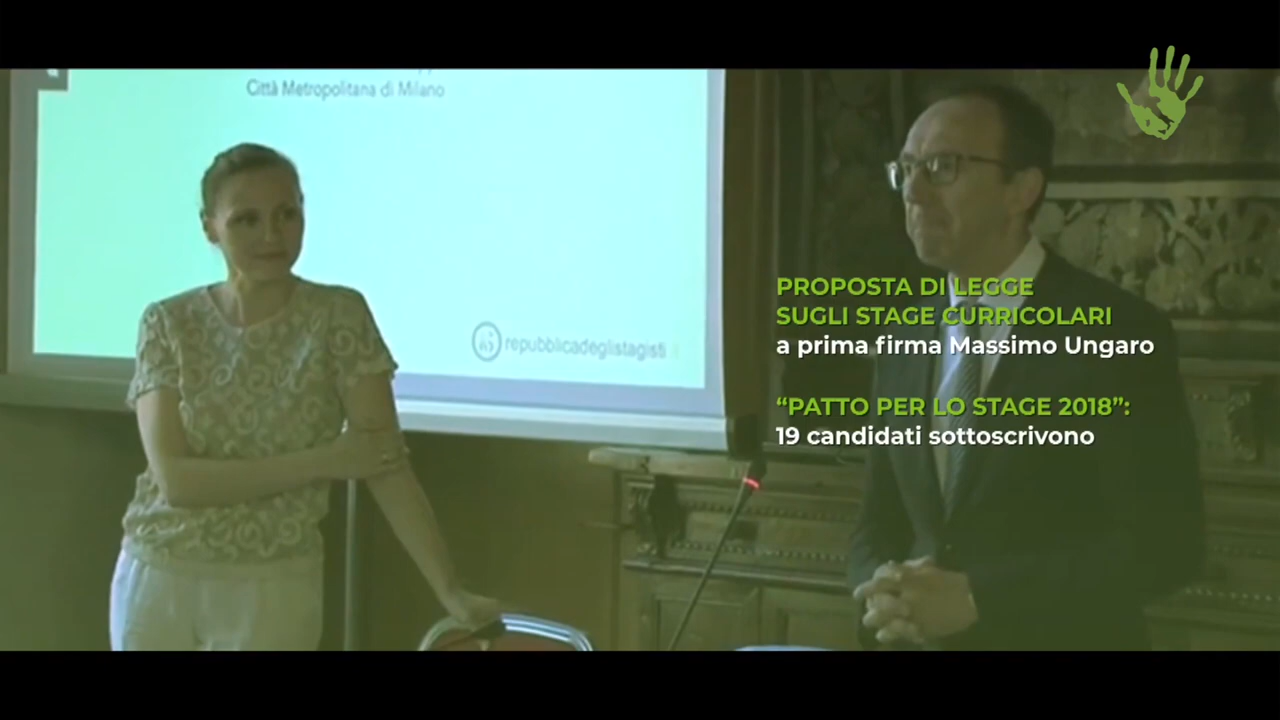 Città Metropolitana di Milano
repubblicadeglistagisti
PROPOSTA DI LEGGE
SUGLI STAGE CURRICOLARI
a prima firma Massimo Ungaro
“PATTO PER LO STAGE 2018”:
19 candidati sottoscrivono